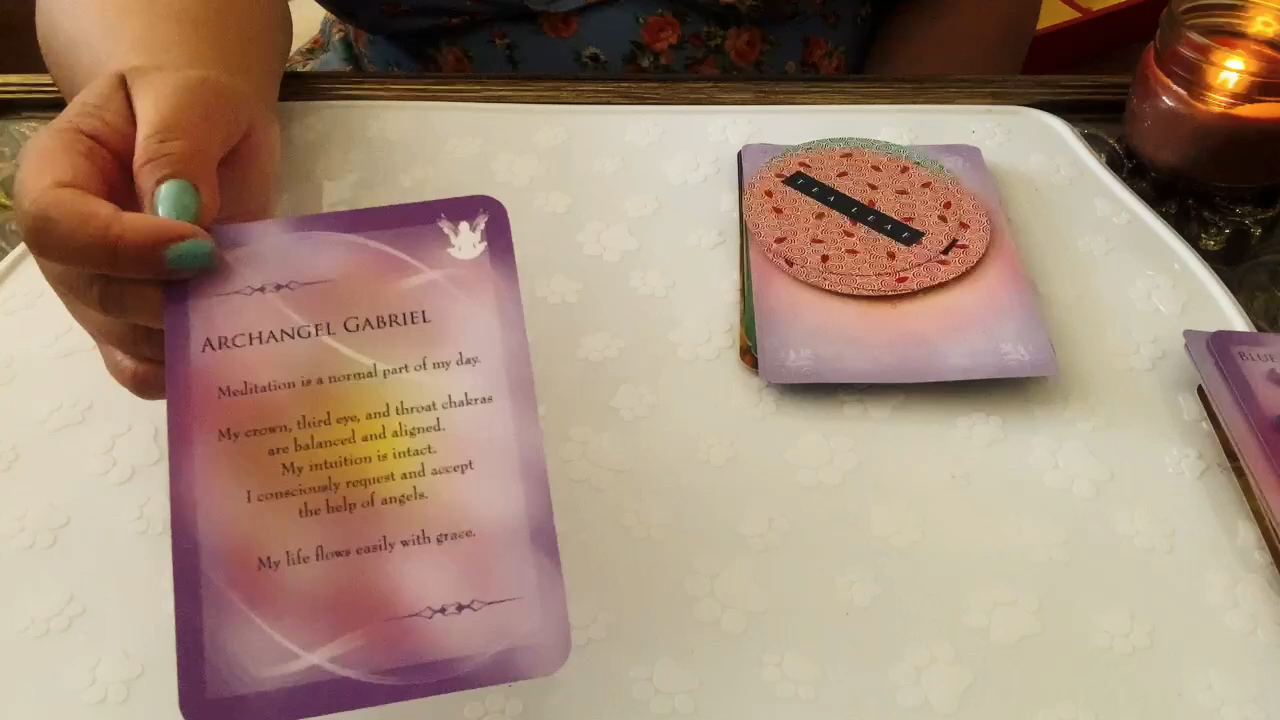 ARCHANGEL GABRIEL
Meditation is a normal part of my day.
My crown, third eye, and throat chakras
are balanced and aligned.
My intuition is intact.
I consciously request and accept
the help of angels.
My life flows easily with grace.
TEA LEAF
BLUE